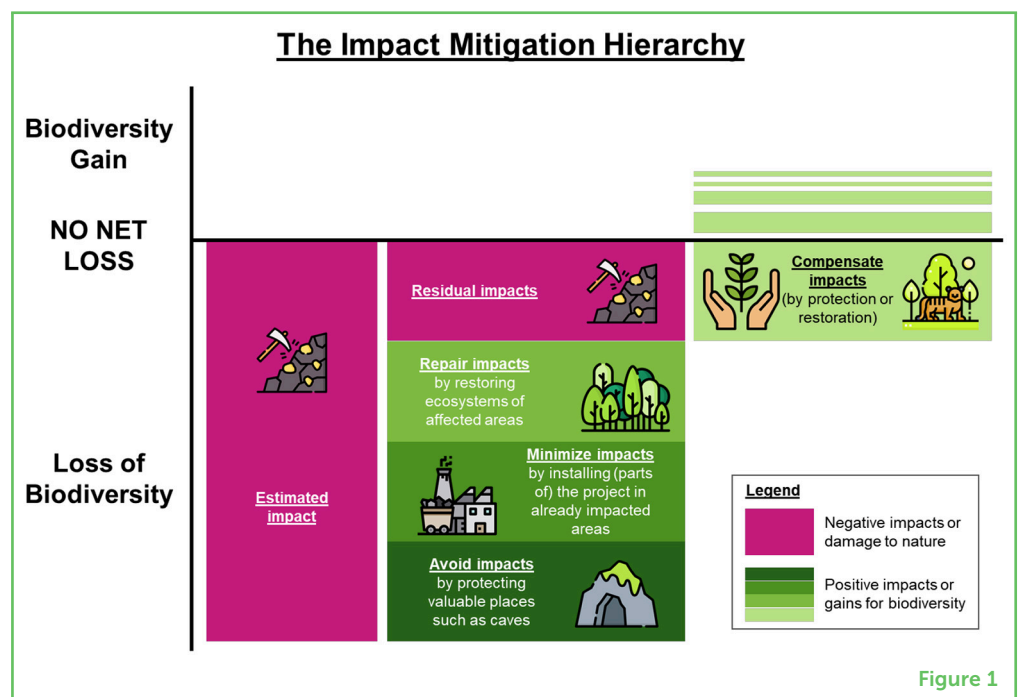 The Impact Mitigation Hierarchy
Biodiversity
Gain
NO NET
LOSS
Loss of
Biodiversity
Estimated
impact
Residual impacts
Repair impacts
by restoring
ecosystems of
affected areas
Minimize impacts
by installing (parts
of) the project in
already impacted
areas
Avoid impacts
by protecting
valuable places
such as caves
Compensate
impacts
(by protection or
restoration)
Legend
Negative impacts or
damage to nature
Positive impacts or
gains for biodiversity
Figure 1